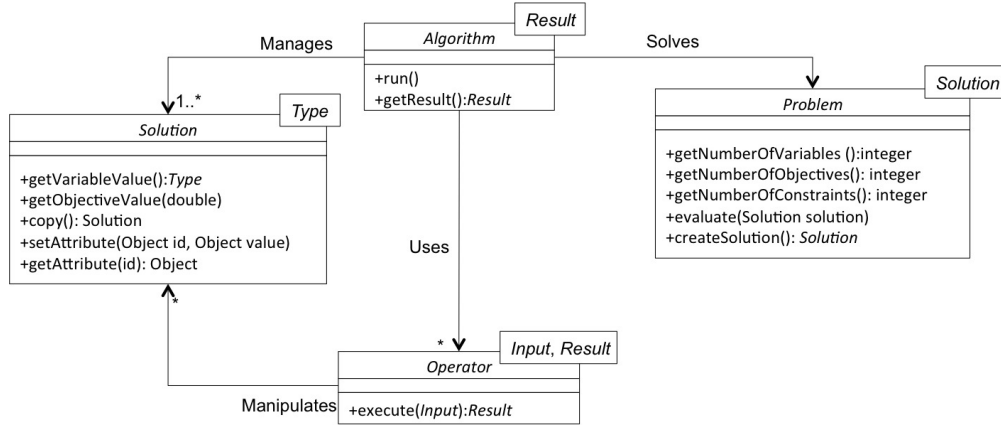 Result
Algorithm
+run()
+getResult():Result
Manages
Solves
1..*
Type
Solution
+getVariableValue():Type
+getObjectiveValue(double)
+copy(): Solution
+setAttribute(Object id, Object value)
+getAttribute(id): Object
Solution
Problem
+getNumberOfVariables ():integer
+getNumberOfObjectives(): integer
+getNumberOfConstraints(): integer
+evaluate(Solution solution)
+createSolution(): Solution
Uses
*
*
Input, Result
Operator
+execute(Input):Result
Manipulates